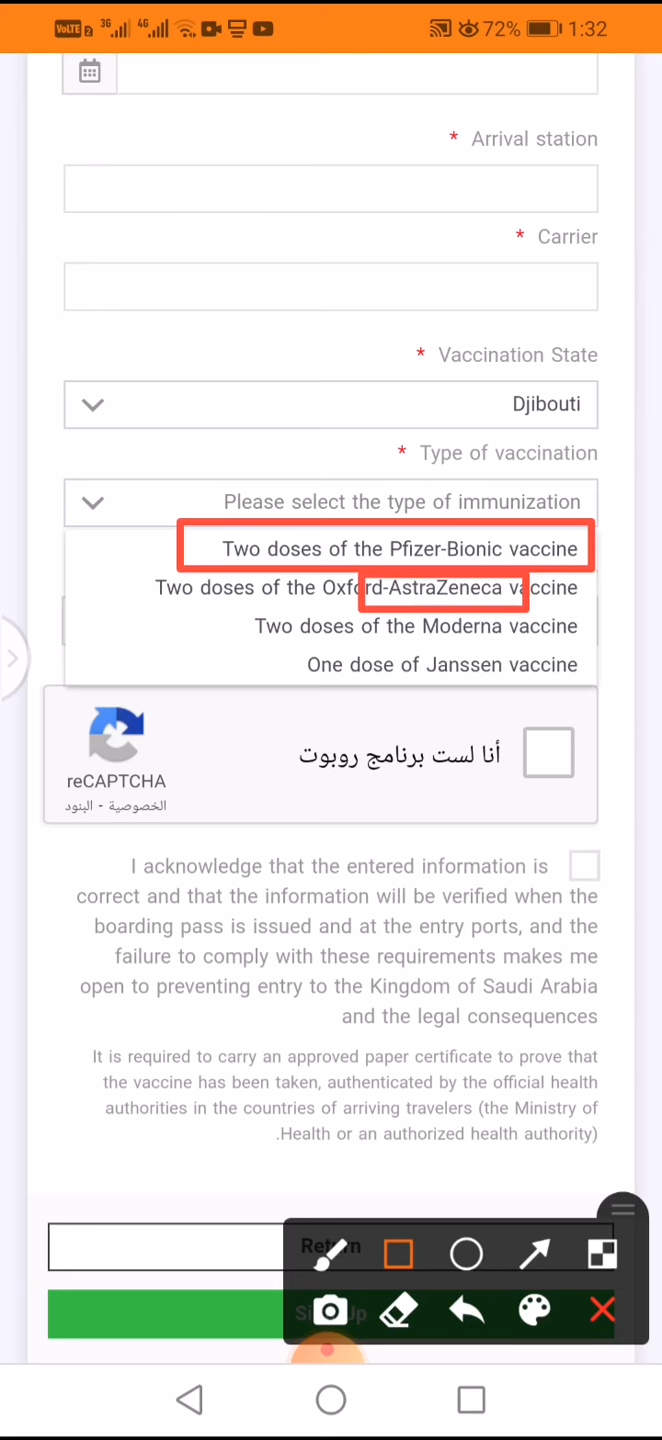 VoLTE 2 3G 4G 72% 1:32
* Arrival station
* Carrier
* Vaccination State
Djibouti
* Type of vaccination
Please select the type of immunization
Two doses of the Pfizer-Bionic vaccine
Two doses of the Oxford-AstraZeneca vaccine
Two doses of the Moderna vaccine
One dose of Janssen vaccine
أنا لست برنامج روبوت
reCAPTCHA
الخصوصية - البنود
I acknowledge that the entered information is
correct and that the information will be verified when the
boarding pass is issued and at the entry ports, and the
failure to comply with these requirements makes me
open to preventing entry to the Kingdom of Saudi Arabia
and the legal consequences
It is required to carry an approved paper certificate to prove that
the vaccine has been taken, authenticated by the official health
authorities in the countries of arriving travelers (the Ministry of
.Health or an authorized health authority)
Return